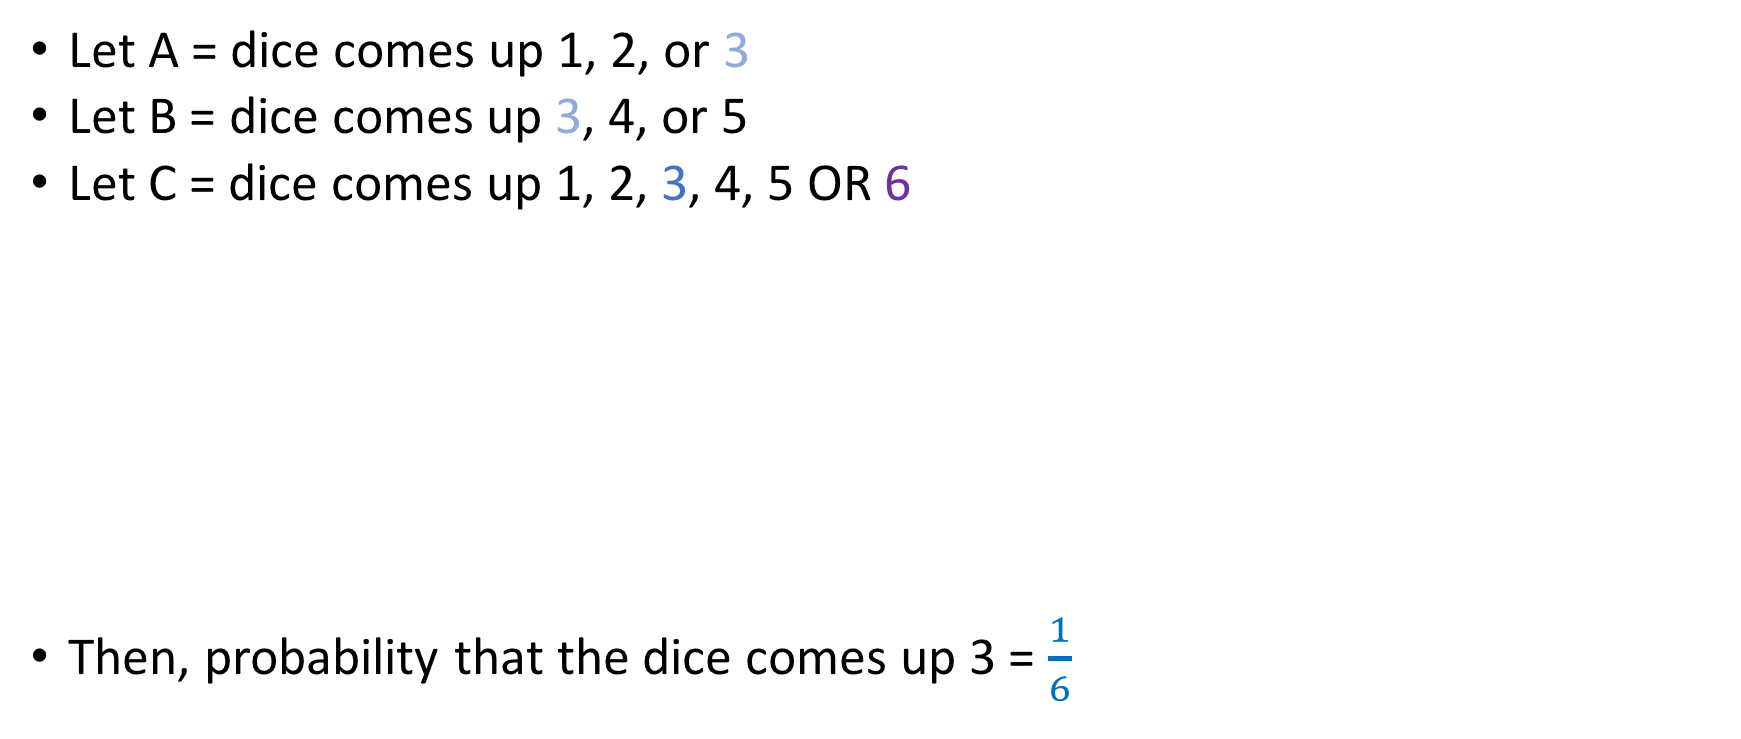 • Let A = dice comes up 1, 2, or 3
• Let B = dice comes up 3, 4, or 5
• Let C = dice comes up 1, 2, 3, 4, 5 OR 6
• Then, probability that the dice comes up 3 = 1/6